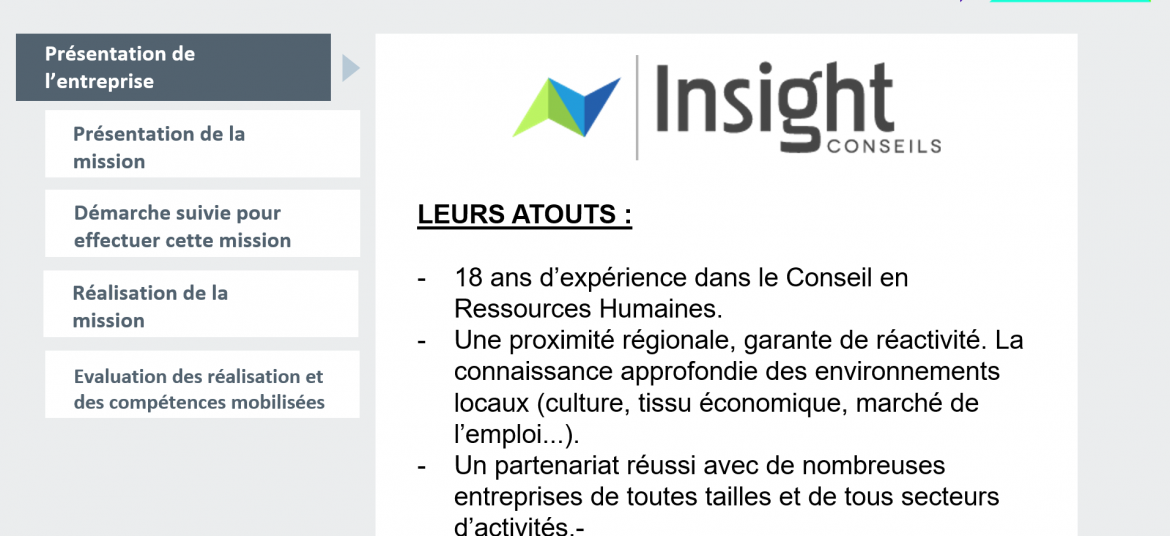 Présentation de
l’entreprise
Présentation de la
mission
Démarche suivie pour
effectuer cette mission
Réalisation de la
mission
Evaluation des réalisation et
des compétences mobilisées
Insight
CONSEILS
LEURS ATOUTS :
- 18 ans d’expérience dans le Conseil en
Ressources Humaines.
- Une proximité régionale, garante de réactivité. La
connaissance approfondie des environnements
locaux (culture, tissu économique, marché de
l’emploi...).
- Un partenariat réussi avec de nombreuses
entreprises de toutes tailles et de tous secteurs
d’activités.-